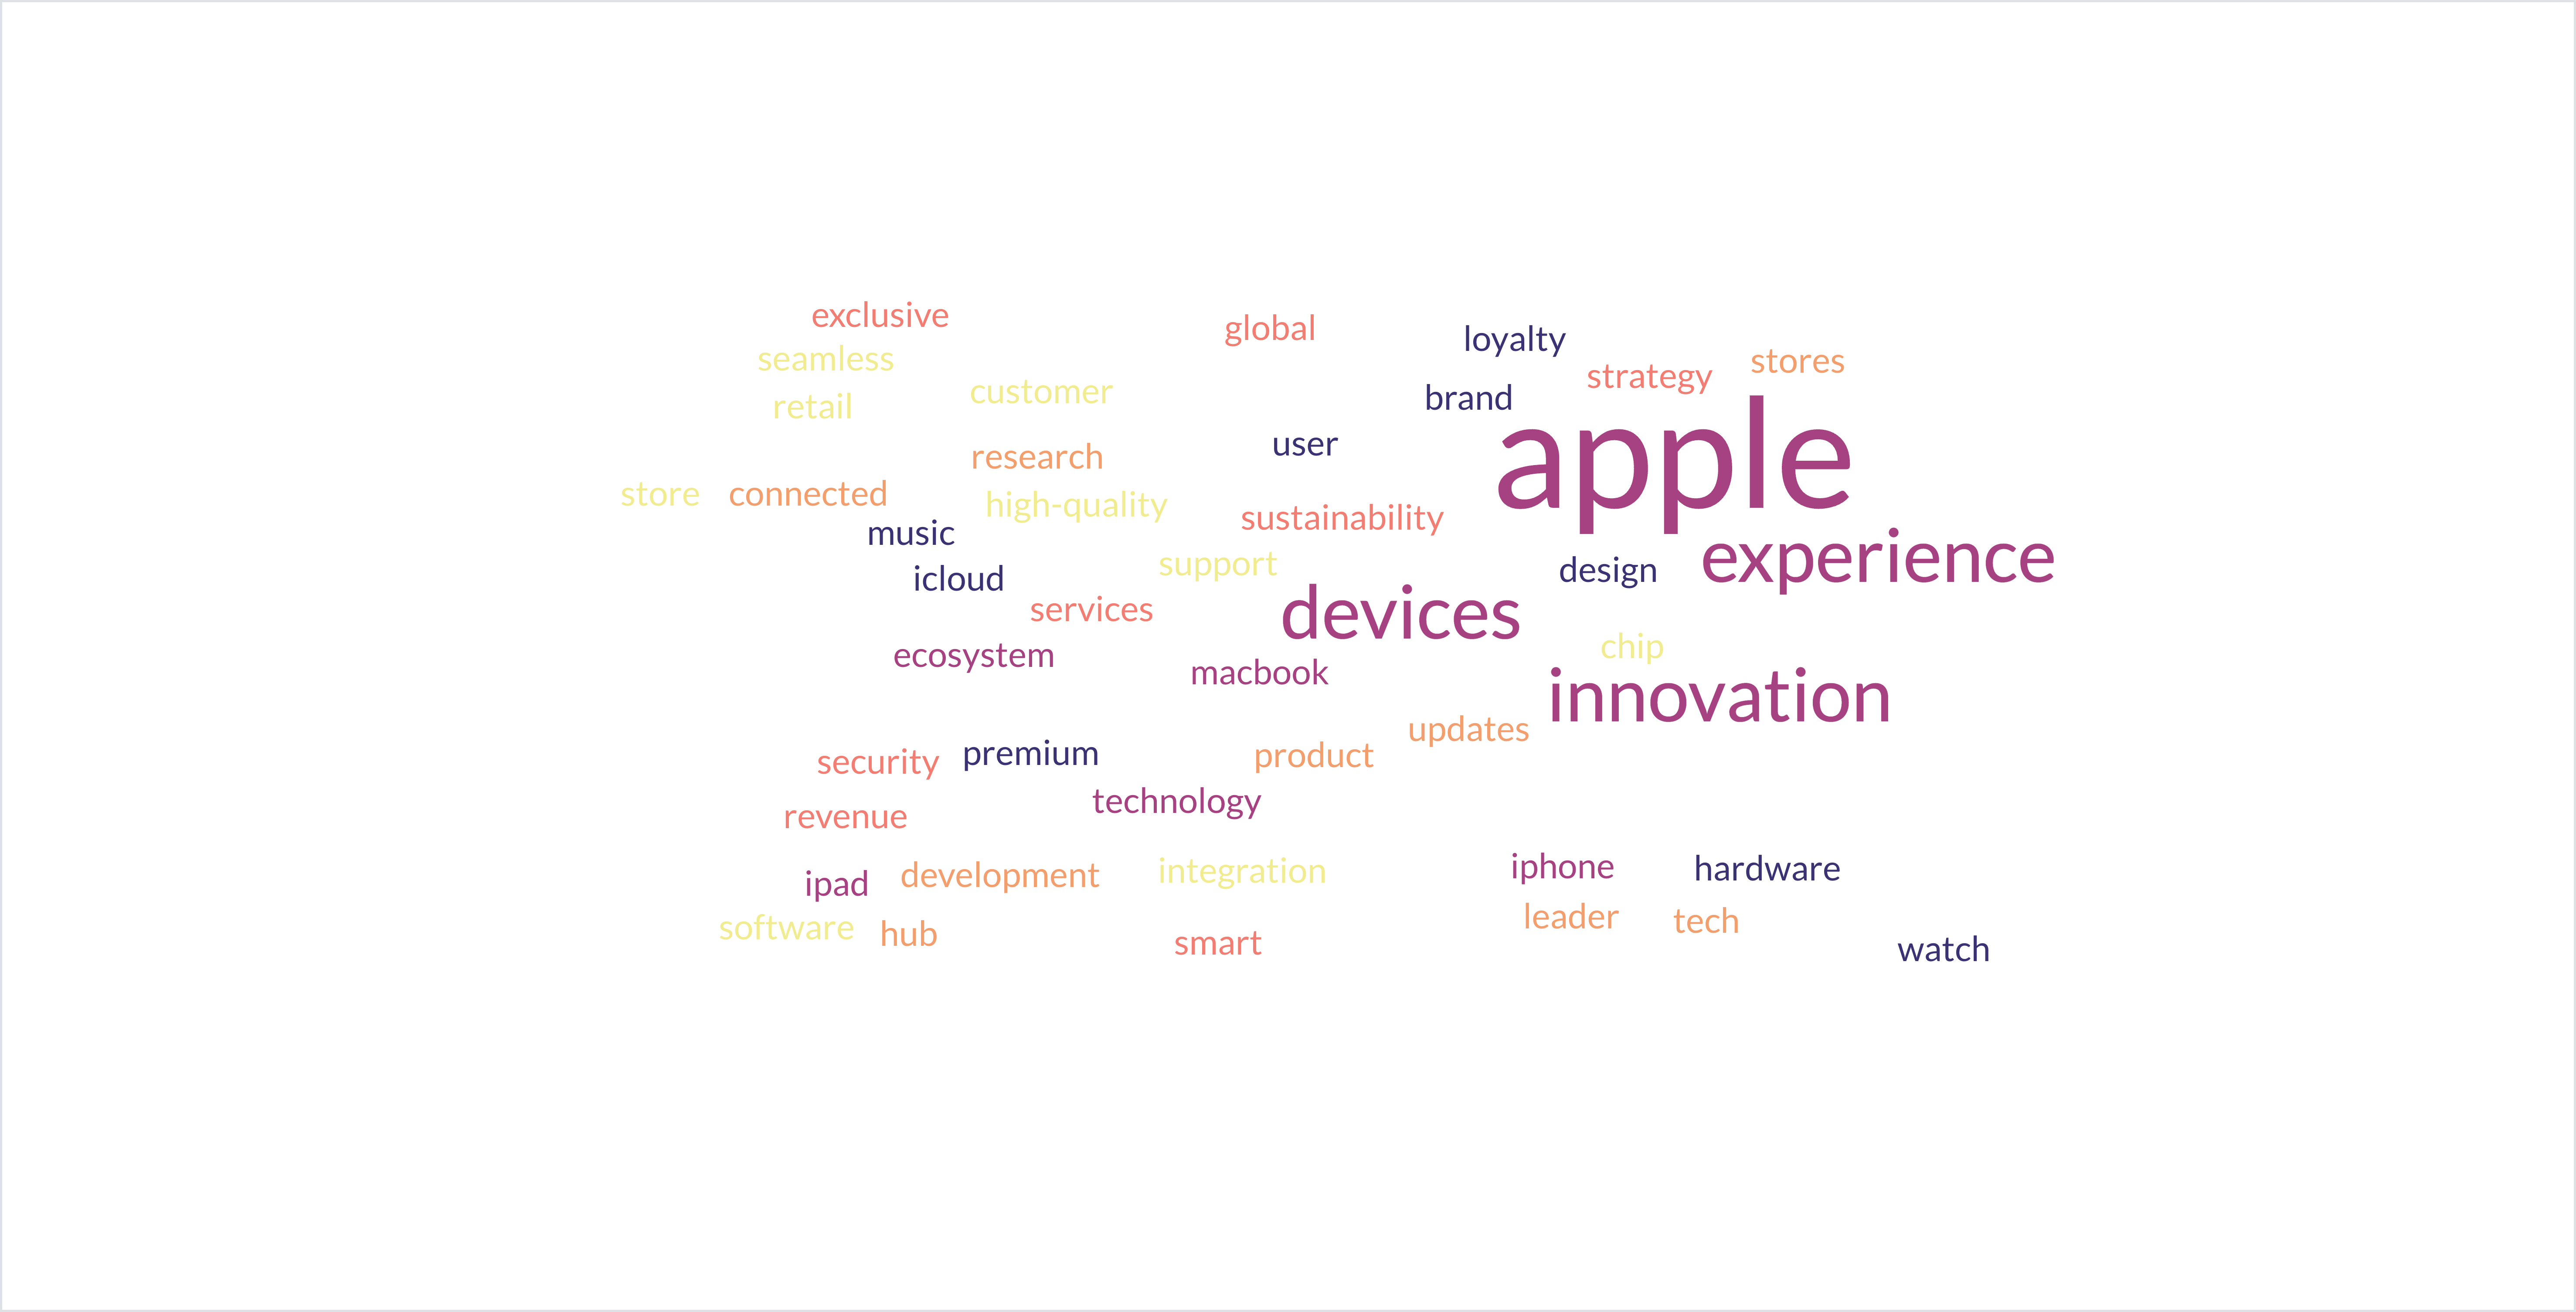 exclusive
global
loyalty
seamless
strategy
stores
retail
customer
brand
user
apple
research
store
connected
high-quality
sustainability
music
support
design
experience
icloud
services
devices
ecosystem
macbook
chip
innovation
updates
security
premium
product
technology
revenue
ipad
development
integration
iphone
hardware
software
hub
smart
leader
tech
watch